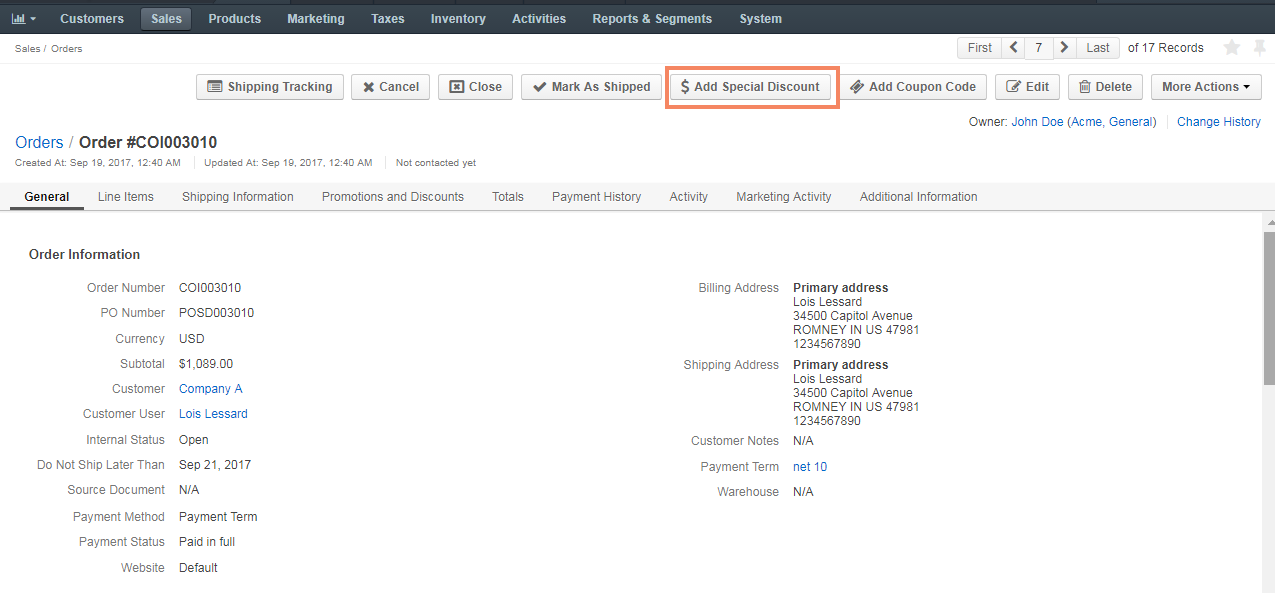 Customers Sales Products Marketing Taxes Inventory Activities Reports & Segments System
Sales / Orders First 7 Last of 17 Records
Shipping Tracking Cancel Close Mark As Shipped $ Add Special Discount Add Coupon Code Edit Delete More Actions
Owner: John Doe (Acme, General) Change History
Orders / Order #COI003010
Created At: Sep 19, 2017, 12:40 AM Updated At: Sep 19, 2017, 12:40 AM Not contacted yet
General Line Items Shipping Information Promotions and Discounts Totals Payment History Activity Marketing Activity Additional Information
Order Information
Order Number COI003010
PO Number POSD003010
Currency USD
Subtotal $1,089.00
Customer Company A
Customer User Lois Lessard
Internal Status Open
Do Not Ship Later Than Sep 21, 2017
Source Document N/A
Payment Method Payment Term
Payment Status Paid in full
Website Default
Billing Address Primary address
Lois Lessard
34500 Capitol Avenue
ROMNEY IN US 47981
1234567890
Shipping Address Primary address
Lois Lessard
34500 Capitol Avenue
ROMNEY IN US 47981
1234567890
Customer Notes N/A
Payment Term net 10
Warehouse N/A